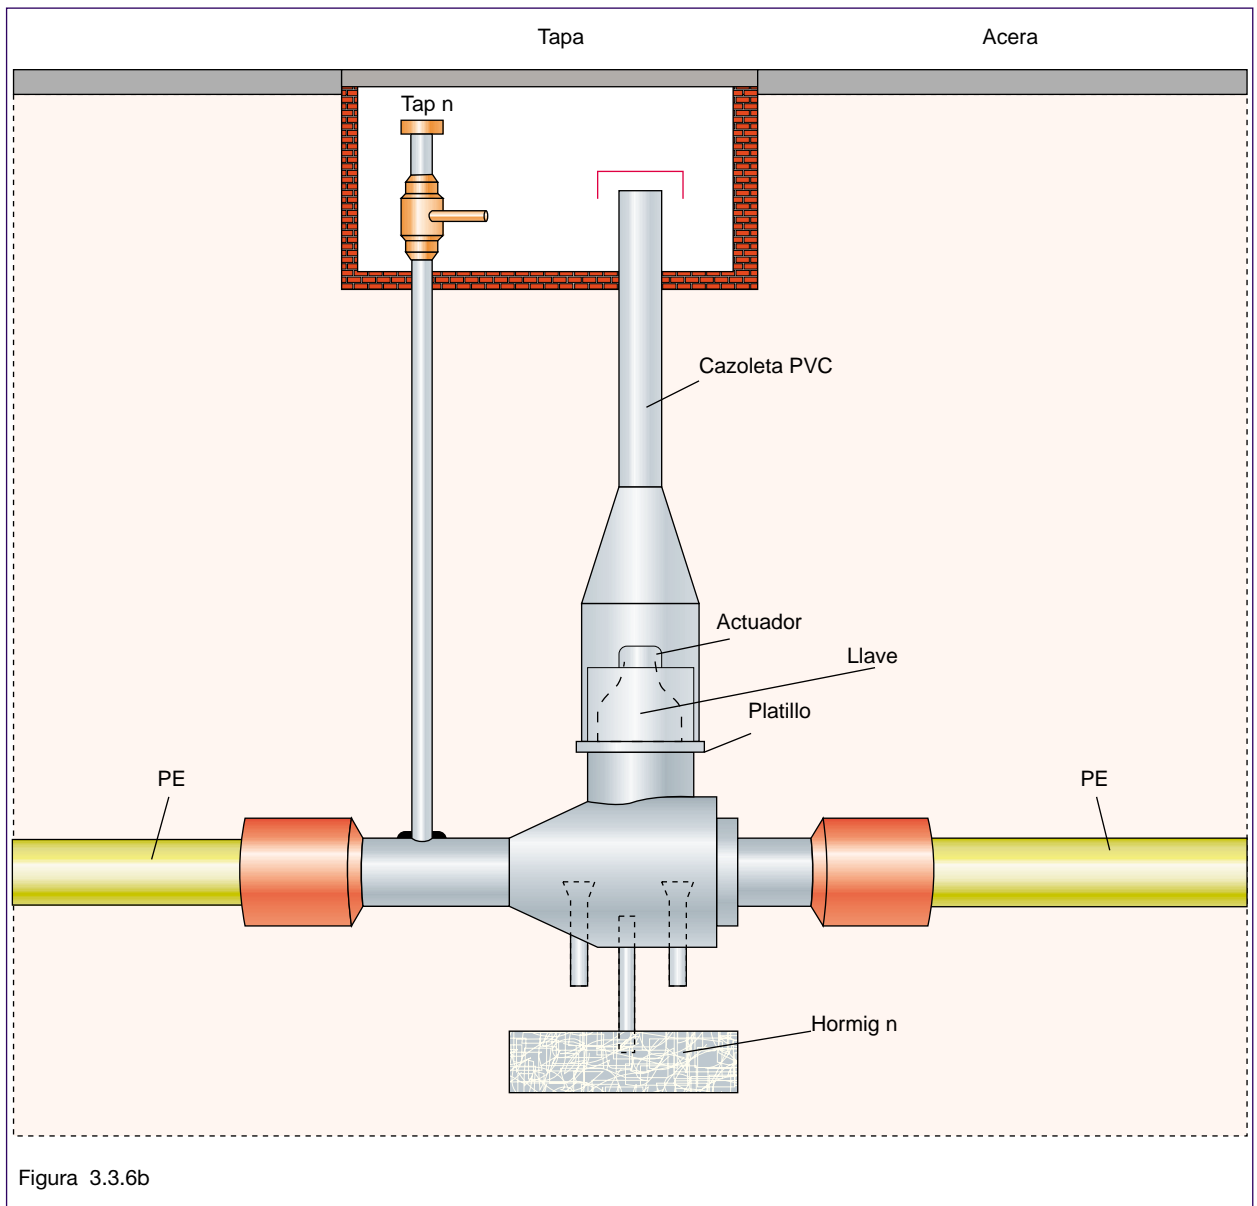 Tapa
Acera
Tap n
Cazoleta PVC
Actuador
Llave
Platillo
PE
PE
Hormig n
Figura 3.3.6b